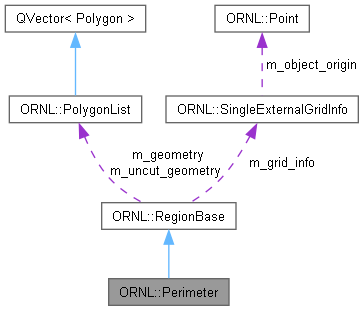 QVector< Polygon >
ORNL::Point
m_object_origin
ORNL::PolygonList
ORNL::SingleExternalGridInfo
m_geometry
m_uncut_geometry
m_grid_info
ORNL::RegionBase
ORNL::Perimeter